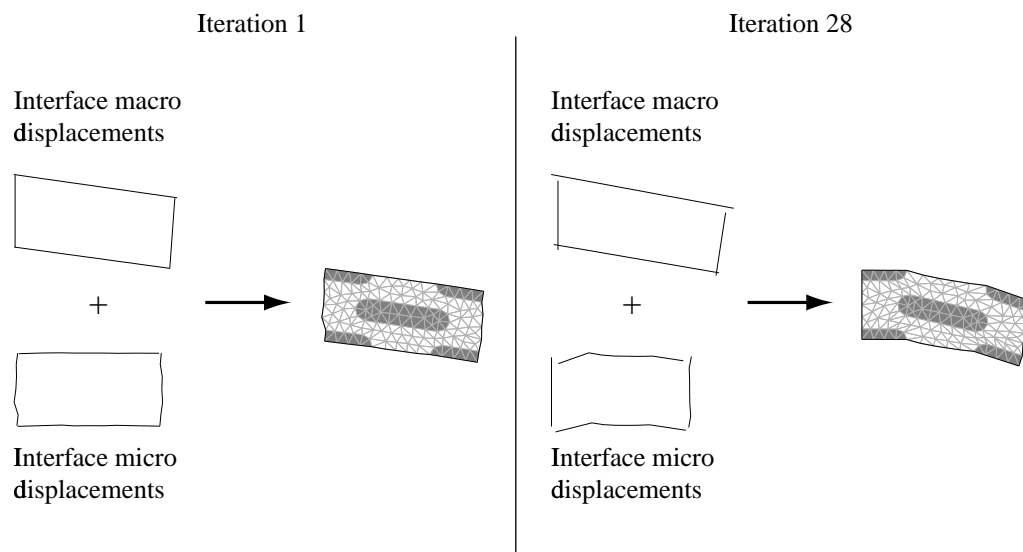 Iteration 1
Interface macro
displacements
+
Interface micro
displacements
Iteration 28
Interface macro
displacements
+
Interface micro
displacements